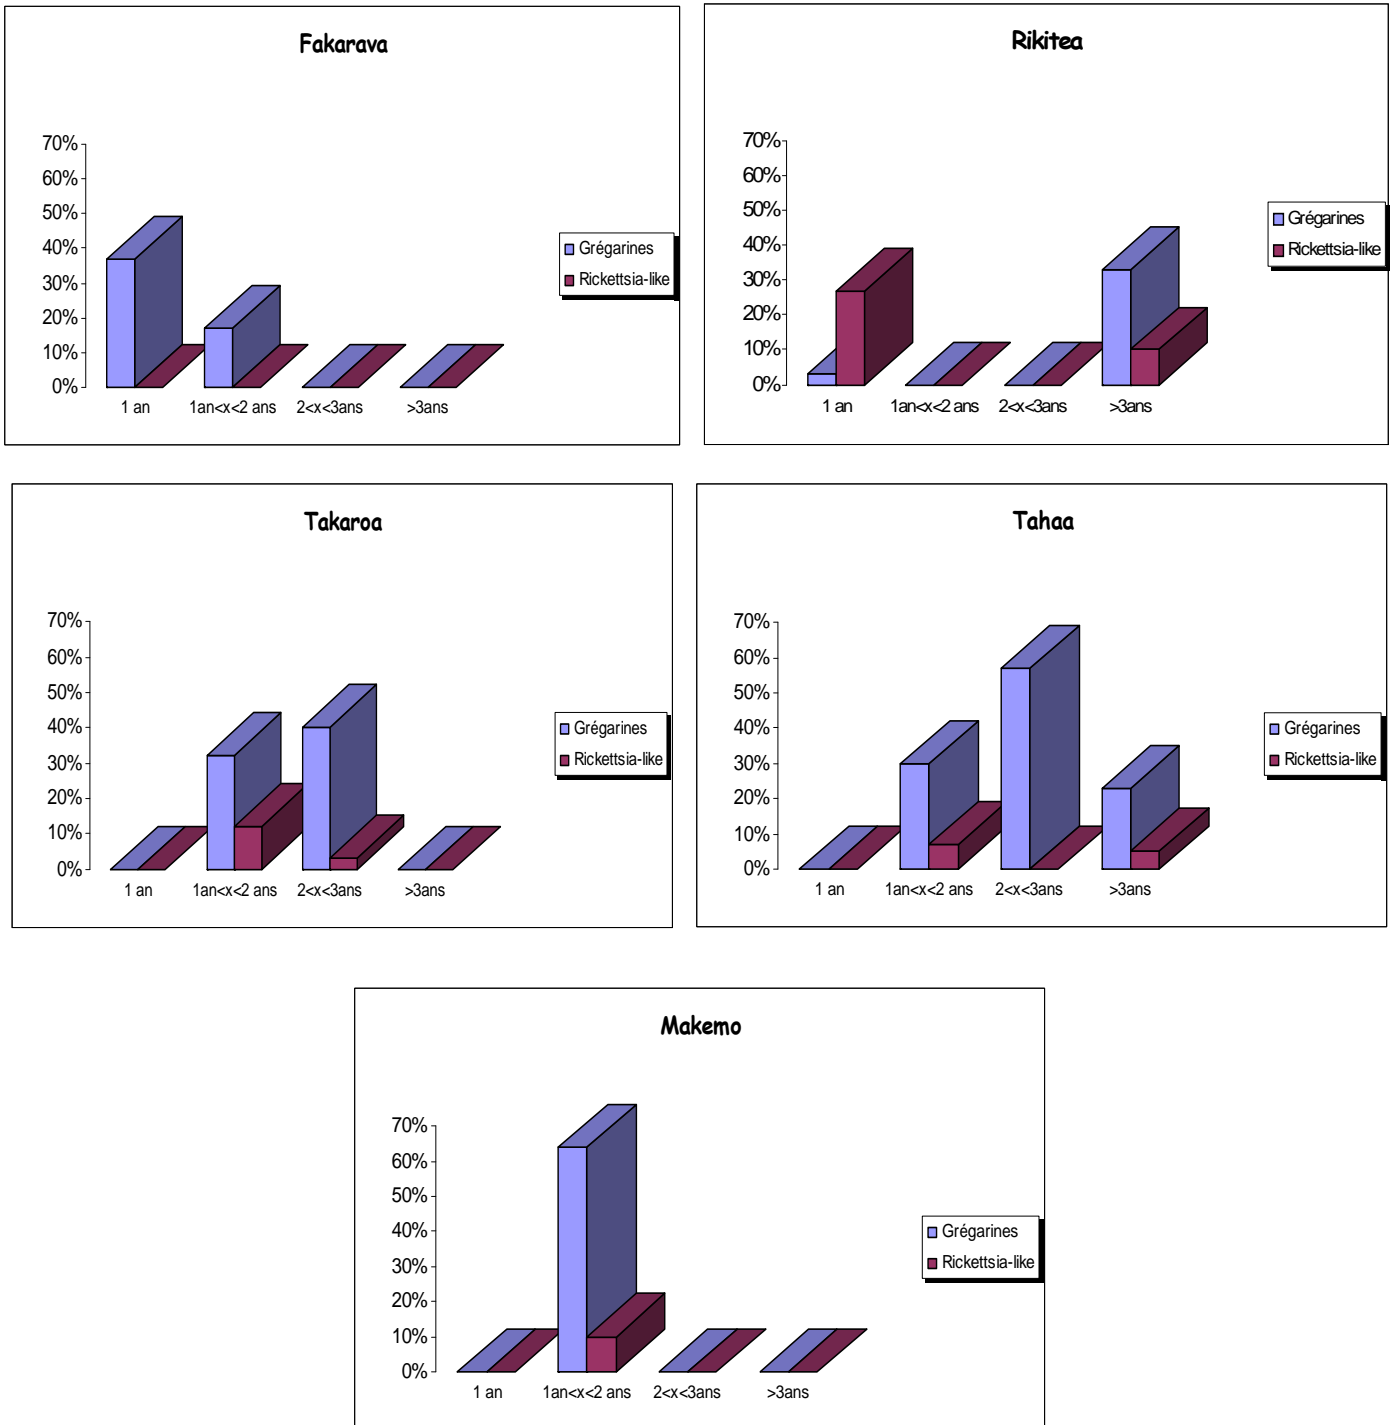 Fakarava
70%
60%
50%
40%
30%
20%
10%
0%
1 an
1an<x<2 ans
2<x<3ans
>3ans
Grégarines
Rickettsia-like
Rikitea
70%
60%
50%
40%
30%
20%
10%
0%
1 an
1an<x<2 ans
2<x<3ans
>3ans
Grégarines
Rickettsia-like
Takaroa
70%
60%
50%
40%
30%
20%
10%
0%
1 an
1an<x<2 ans
2<x<3ans
>3ans
Grégarines
Rickettsia-like
Tahaa
70%
60%
50%
40%
30%
20%
10%
0%
1 an
1an<x<2 ans
2<x<3ans
>3ans
Grégarines
Rickettsia-like
Makemo
70%
60%
50%
40%
30%
20%
10%
0%
1 an
1an<x<2 ans
2<x<3ans
>3ans
Grégarines
Rickettsia-like